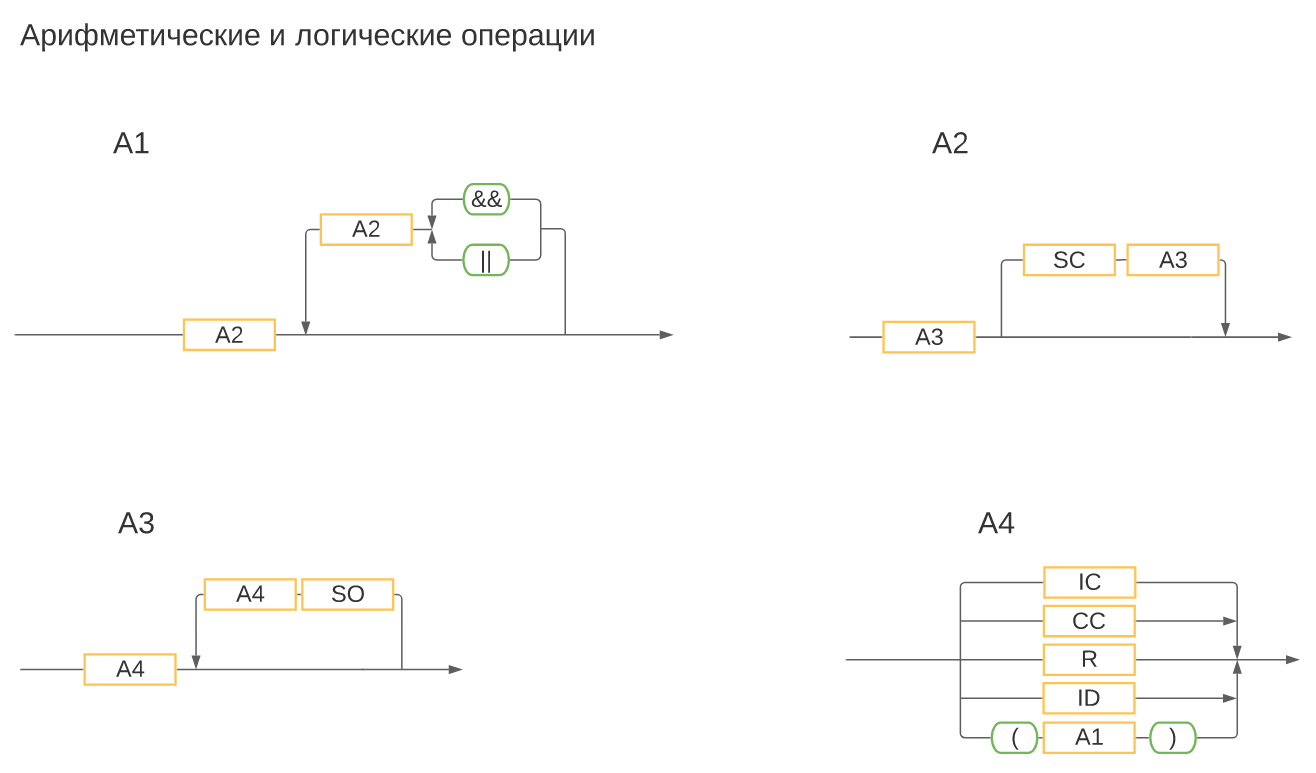 Арифметические и логические операции
A1
A2
&&
A2
||
A2
SC
A3
A3
A3
A4
A4
SO
A4
IC
CC
R
ID
(
A1
)